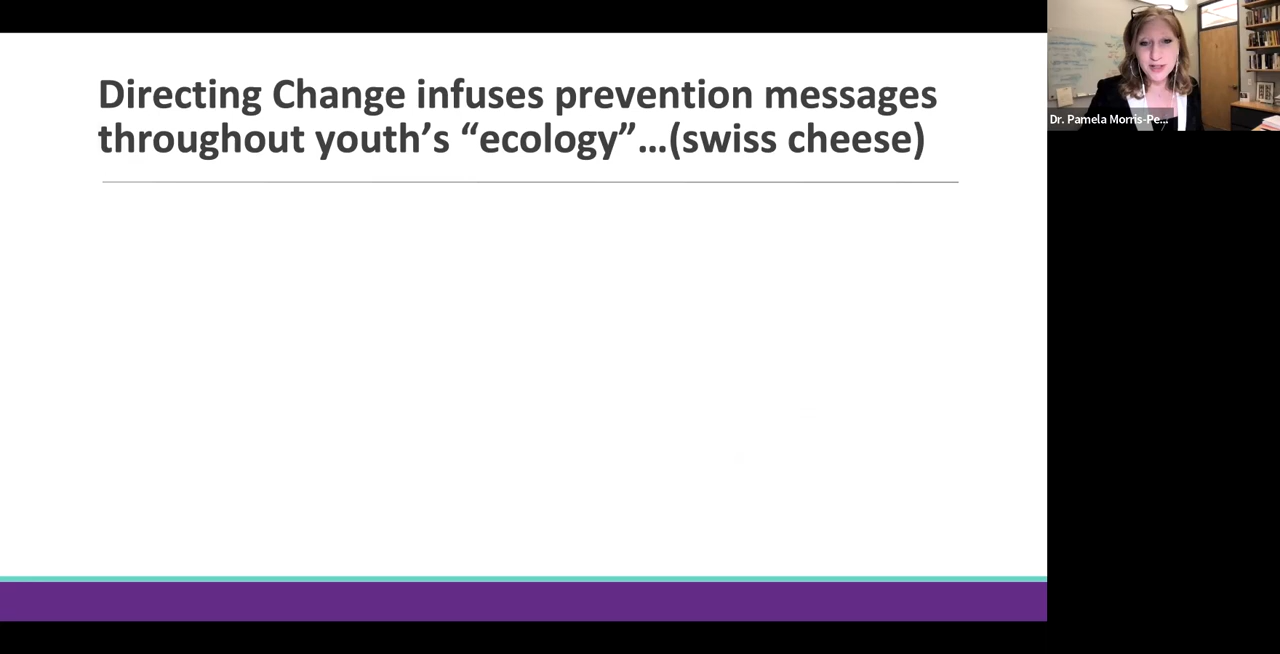 Directing Change infuses prevention messages
throughout youth’s “ecology”…(swiss cheese)
Dr. Pamela Morris-Pe...